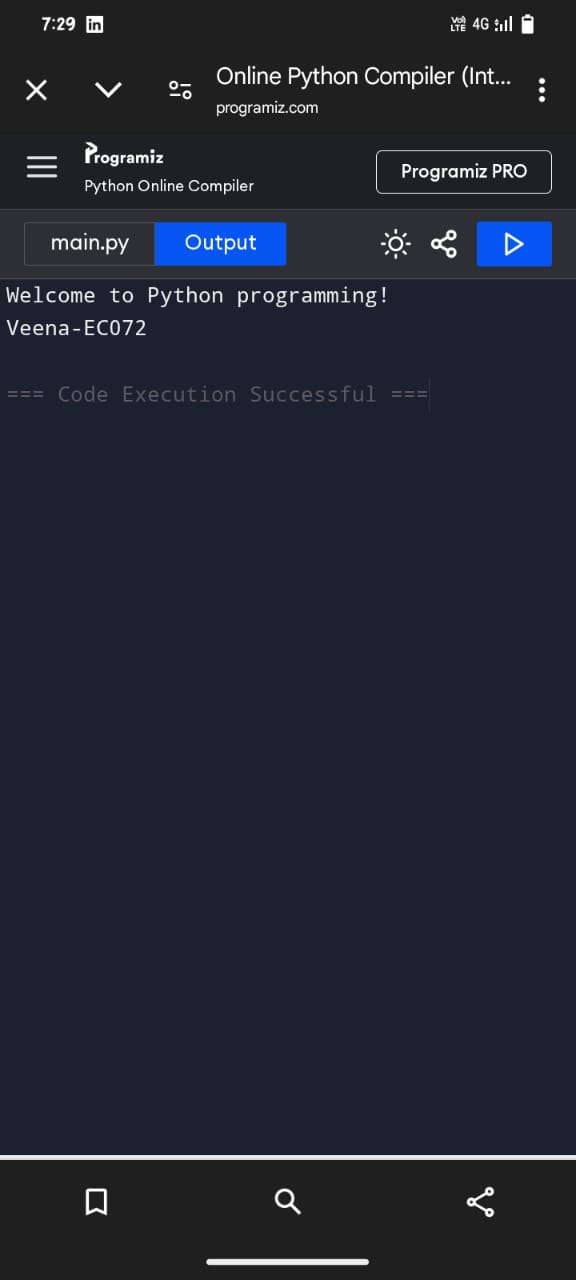 7:29 in Vo) LTE 4G
Online Python Compiler (Int...
programiz.com
Programiz
Python Online Compiler
Programiz PRO
main.py Output
Welcome to Python programming!
Veena-EC072
=== Code Execution Successful ===